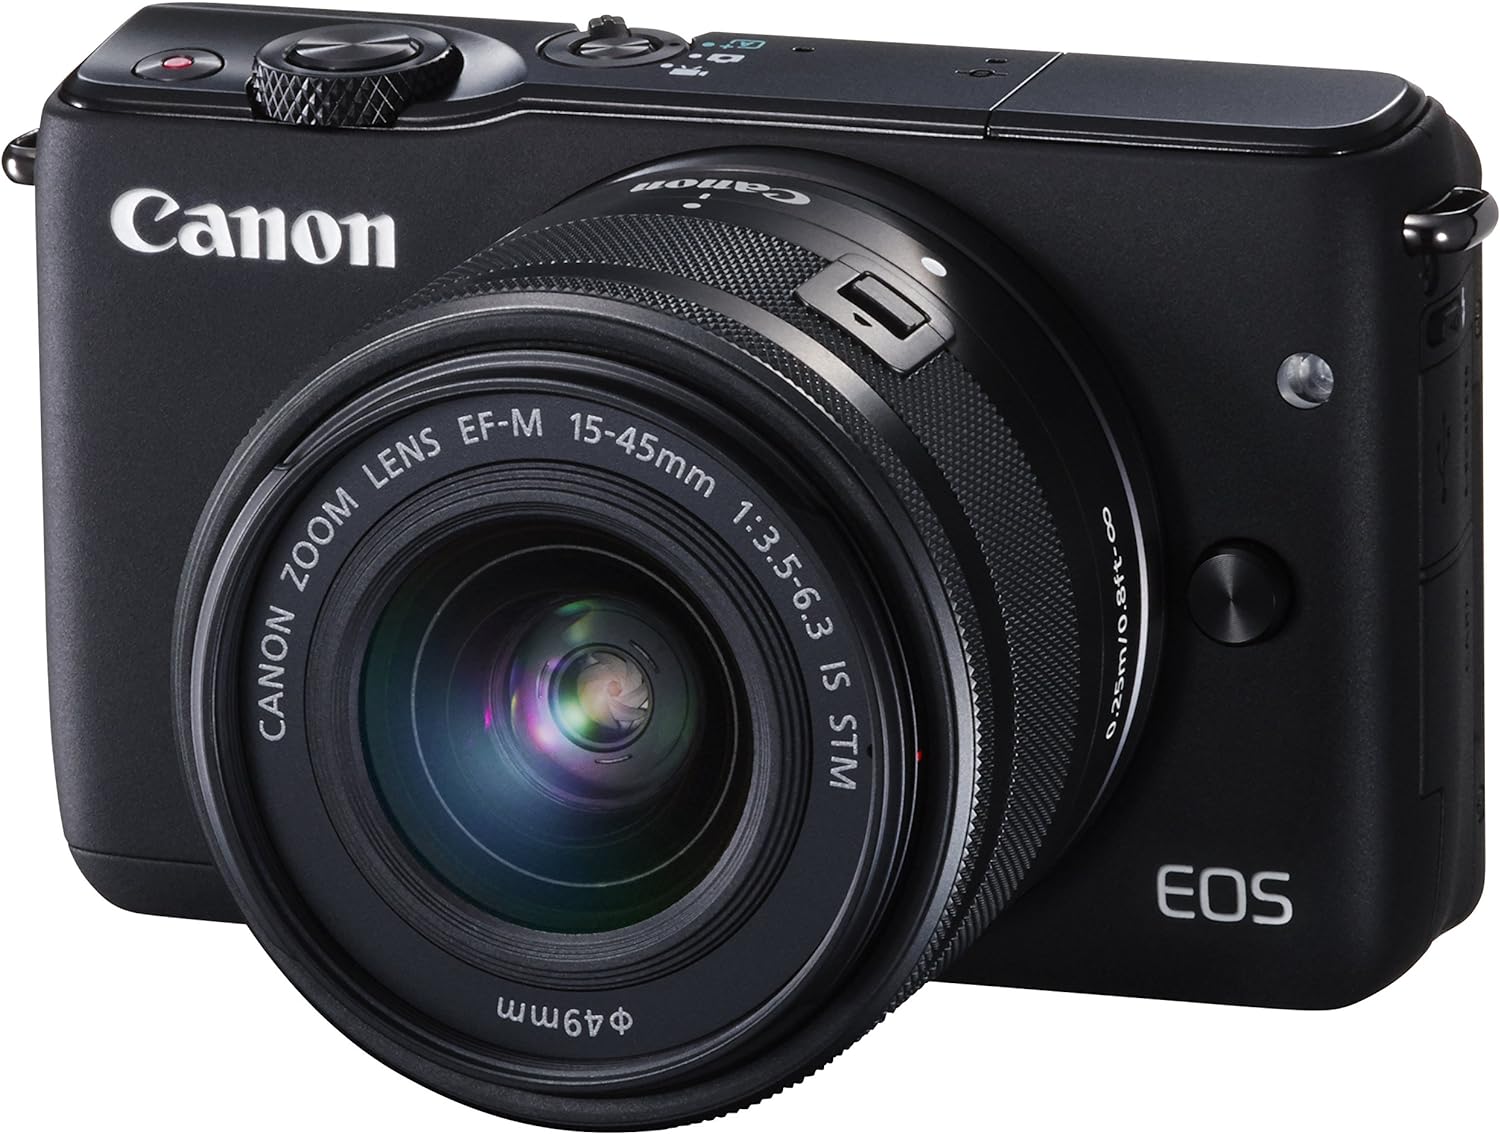 Canon
Canon
CANON ZOOM LENS EF-M 15-45mm 1:3.5-6.3 IS STM
0.25m/0.8ft-∞
EOS
φ49mm